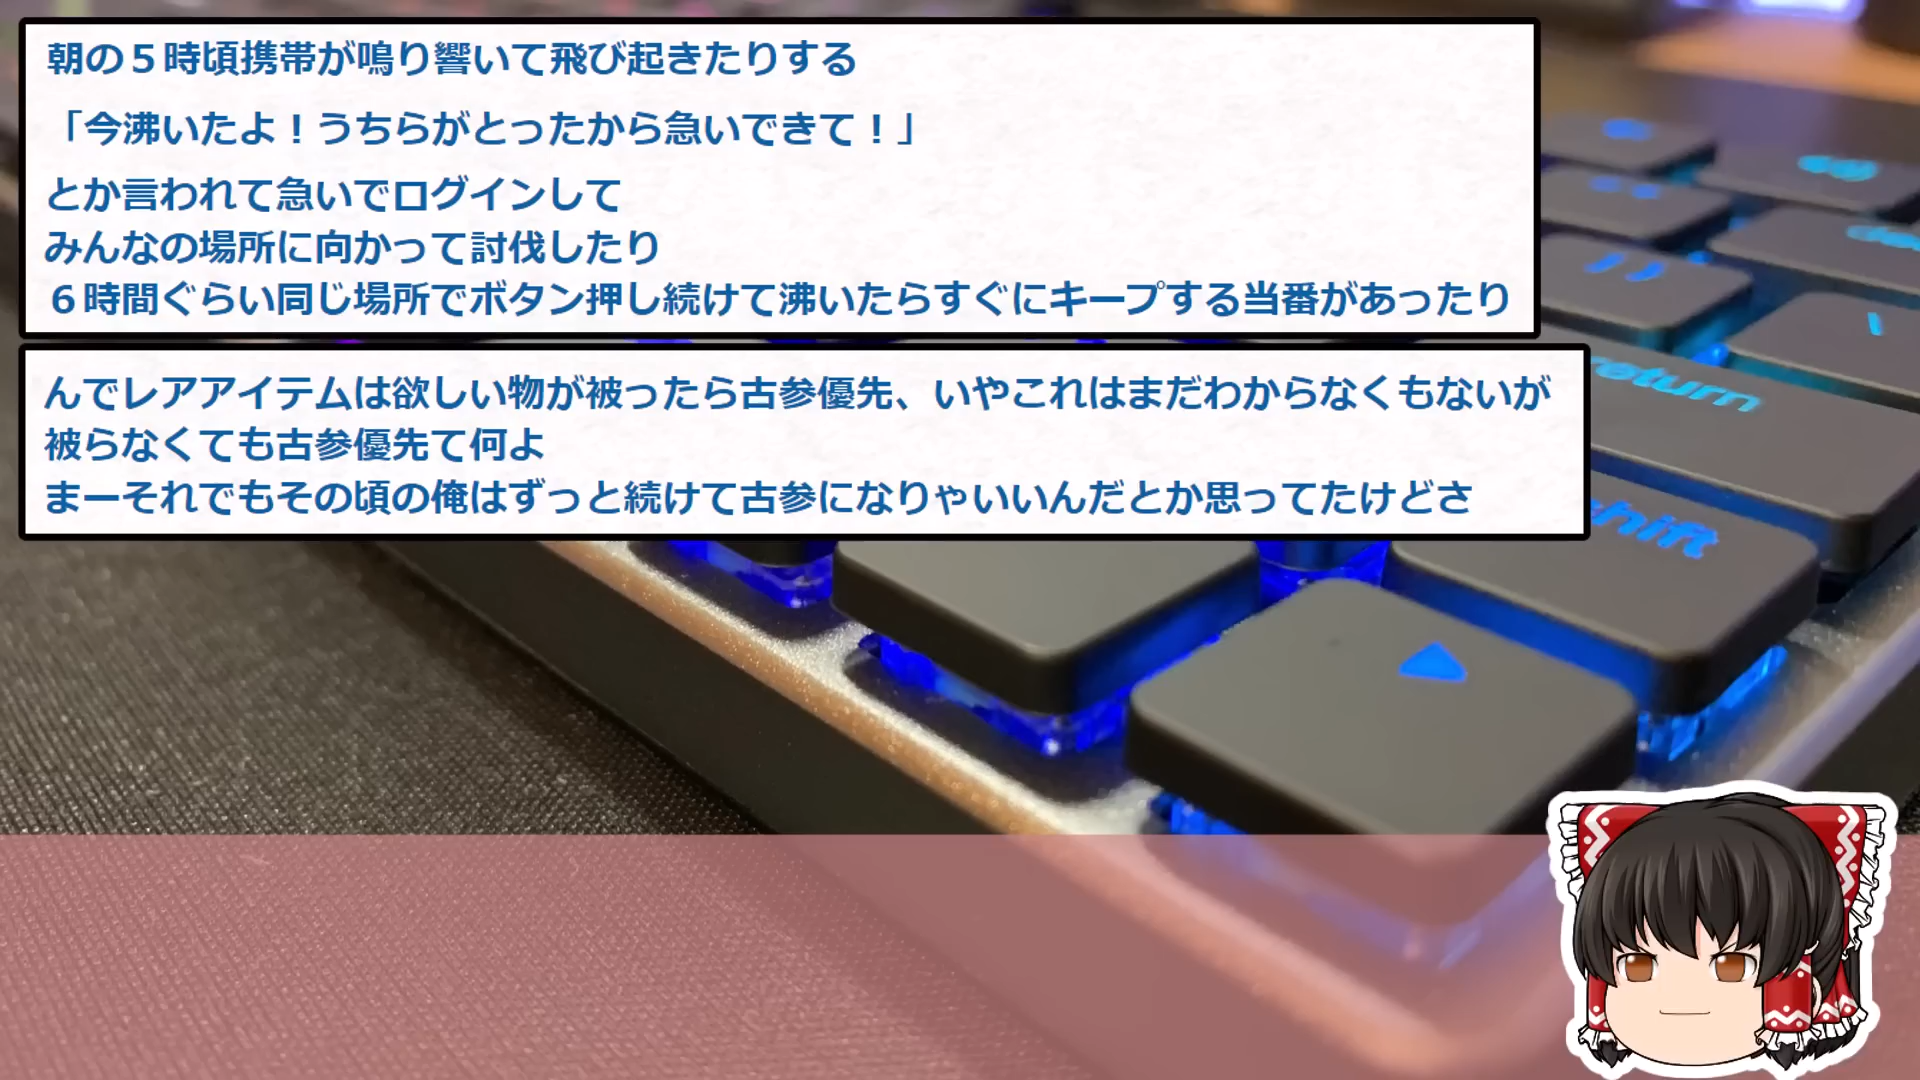 朝の５時頃携帯が鳴り響いて飛び起きたりする
「今沸いたよ！うちらがとったから急いできて！」
とか言われて急いでログインして
みんなの場所に向かって討伐したり
６時間ぐらい同じ場所でボタン押し続けて沸いたらすぐにキープする当番があったり
んでレアアイテムは欲しい物が被ったら古参優先、いやこれはまだわからなくもないが
被らなくても古参優先て何よ
まーそれでもその頃の俺はずっと続けて古参になりゃいいんだとか思ってたけどさ
return
shift